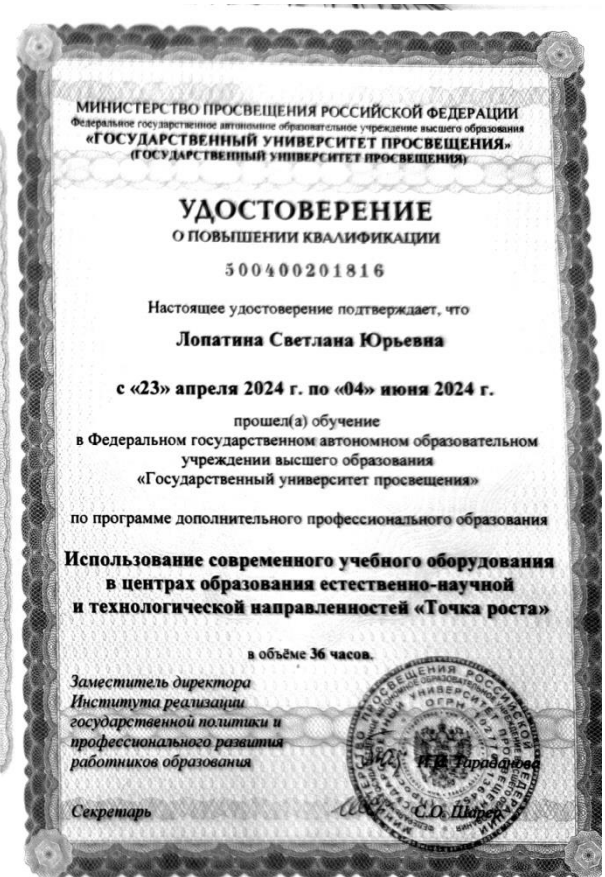 МИНИСТЕРСТВО ПРОСВЕЩЕНИЯ РОССИЙСКОЙ ФЕДЕРАЦИИ
Федеральное государственное автономное образовательное учреждение высшего образования
«ГОСУДАРСТВЕННЫЙ УНИВЕРСИТЕТ ПРОСВЕЩЕНИЯ»
(ГОСУДАРСТВЕННЫЙ УНИВЕРСИТЕТ ПРОСВЕЩЕНИЯ)
УДОСТОВЕРЕНИЕ
О ПОВЫШЕНИИ КВАЛИФИКАЦИИ
500400201816
Настоящее удостоверение подтверждает, что
Лопатина Светлана Юрьевна
с «23» апреля 2024 г. по «04» июня 2024 г.
прошел(а) обучение
в Федеральном государственном автономном образовательном
учреждении высшего образования
«Государственный университет просвещения»
по программе дополнительного профессионального образования
Использование современного учебного оборудования
в центрах образования естественно-научной
и технологической направленностей «Точка роста»
в объёме 36 часов.
Заместитель директора
Института реализации
государственной политики и
профессионального развития
работников образования
Тараданова
Секретарь
С.О. Шарер